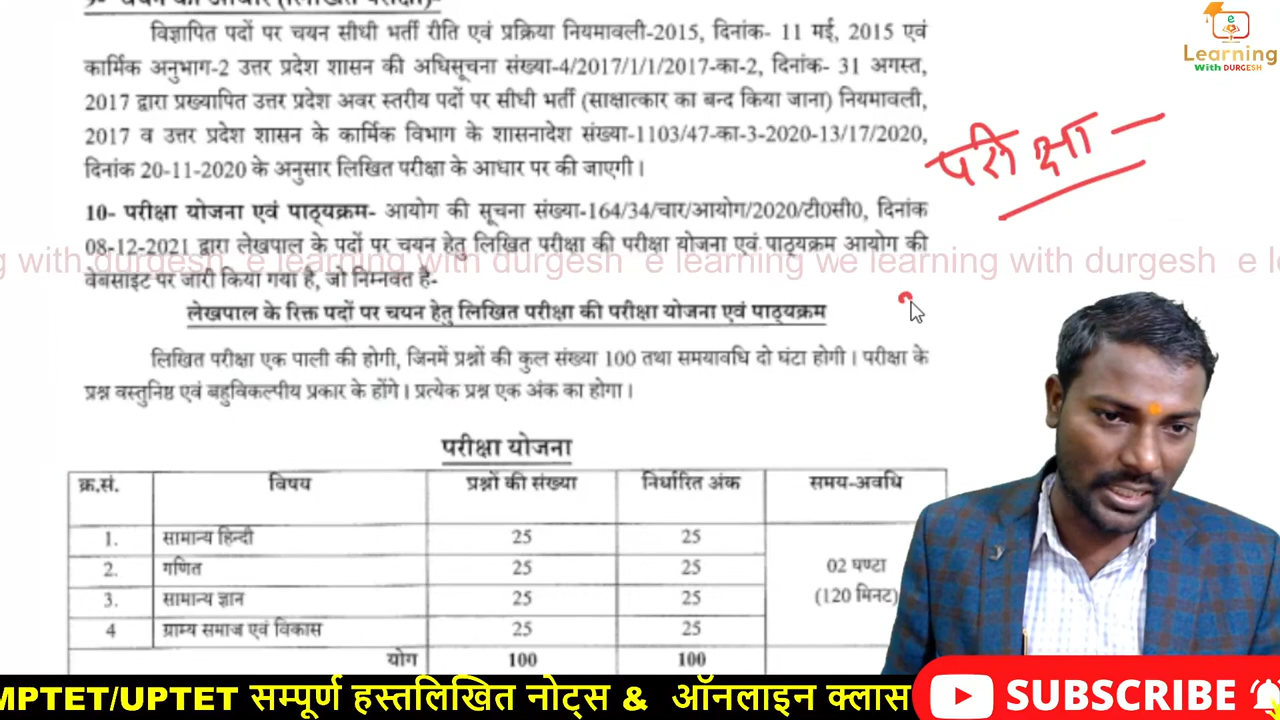 9- चयन का आधार (लिखित परीक्षा)-
विज्ञापित पदों पर चयन सीधी भर्ती रीति एवं प्रक्रिया नियमावली-2015, दिनांक- 11 मई, 2015 एवं
कार्मिक अनुभाग-2 उत्तर प्रदेश शासन की अधिसूचना संख्या-4/2017/1/1/2017-का-2, दिनांक- 31 अगस्त,
2017 द्वारा प्रख्यापित उत्तर प्रदेश अवर स्तरीय पदों पर सीधी भर्ती (साक्षात्कार का बन्द किया जाना) नियमावली,
2017 व उत्तर प्रदेश शासन के कार्मिक विभाग के शासनादेश संख्या-1103/47-का-3-2020-13/17/2020,
दिनांक 20-11-2020 के अनुसार लिखित परीक्षा के आधार पर की जाएगी।
10- परीक्षा योजना एवं पाठ्यक्रम- आयोग की सूचना संख्या-164/34/चार/आयोग/2020/टी0सी0, दिनांक
08-12-2021 द्वारा लेखपाल के पदों पर चयन हेतु लिखित परीक्षा की परीक्षा योजना एवं पाठ्यक्रम आयोग की
ng with durgesh e learning with durgesh e learning we learning with durgesh e lea
वेबसाइट पर जारी किया गया है, जो निम्नवत है-
लेखपाल के रिक्त पदों पर चयन हेतु लिखित परीक्षा की परीक्षा योजना एवं पाठ्यक्रम
लिखित परीक्षा एक पाली की होगी, जिनमें प्रश्नों की कुल संख्या 100 तथा समयावधि दो घंटा होगी। परीक्षा के
प्रश्न वस्तुनिष्ठ एवं बहुविकल्पीय प्रकार के होंगे। प्रत्येक प्रश्न एक अंक का होगा।
परीक्षा योजना
क्र.सं. विषय प्रश्नों की संख्या निर्धारित अंक समय-अवधि
1. सामान्य हिन्दी 25 25
2. गणित 25 25 02 घण्टा
3. सामान्य ज्ञान 25 25 (120 मिनट)
4 ग्राम्य समाज एवं विकास 25 25
योग 100 100
परीक्षा -
e
Learning
With DURGESH
MPTET/UPTET सम्पूर्ण हस्तलिखित नोट्स & ऑनलाइन क्लास
SUBSCRIBE